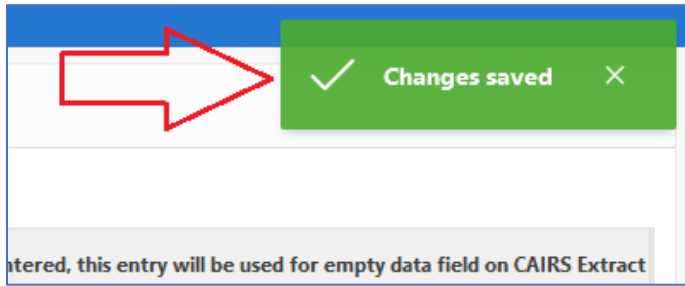 Changes saved
ntered, this entry will be used for empty data field on CAIRS Extract